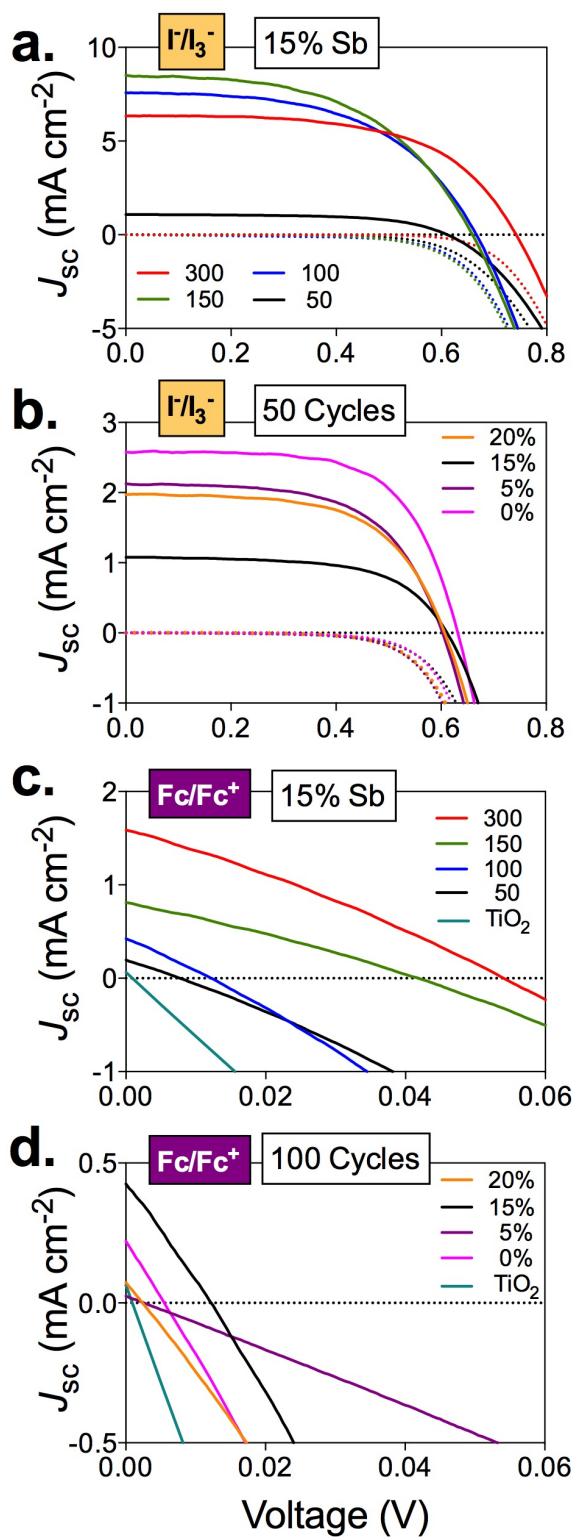 a. I⁻/I₃⁻ 15% Sb
10
5
0
-5
Jsc (mA cm⁻²)
300 100
150 50
0.0 0.2 0.4 0.6 0.8
b. I⁻/I₃⁻ 50 Cycles
3
2
1
0
-1
Jsc (mA cm⁻²)
20%
15%
5%
0%
0.0 0.2 0.4 0.6 0.8
c. Fc/Fc⁺ 15% Sb
2
1
0
-1
Jsc (mA cm⁻²)
300
150
100
50
TiO₂
0.00 0.02 0.04 0.06
d. Fc/Fc⁺ 100 Cycles
0.5
0.0
-0.5
Jsc (mA cm⁻²)
20%
15%
5%
0%
TiO₂
0.00 0.02 0.04 0.06
Voltage (V)